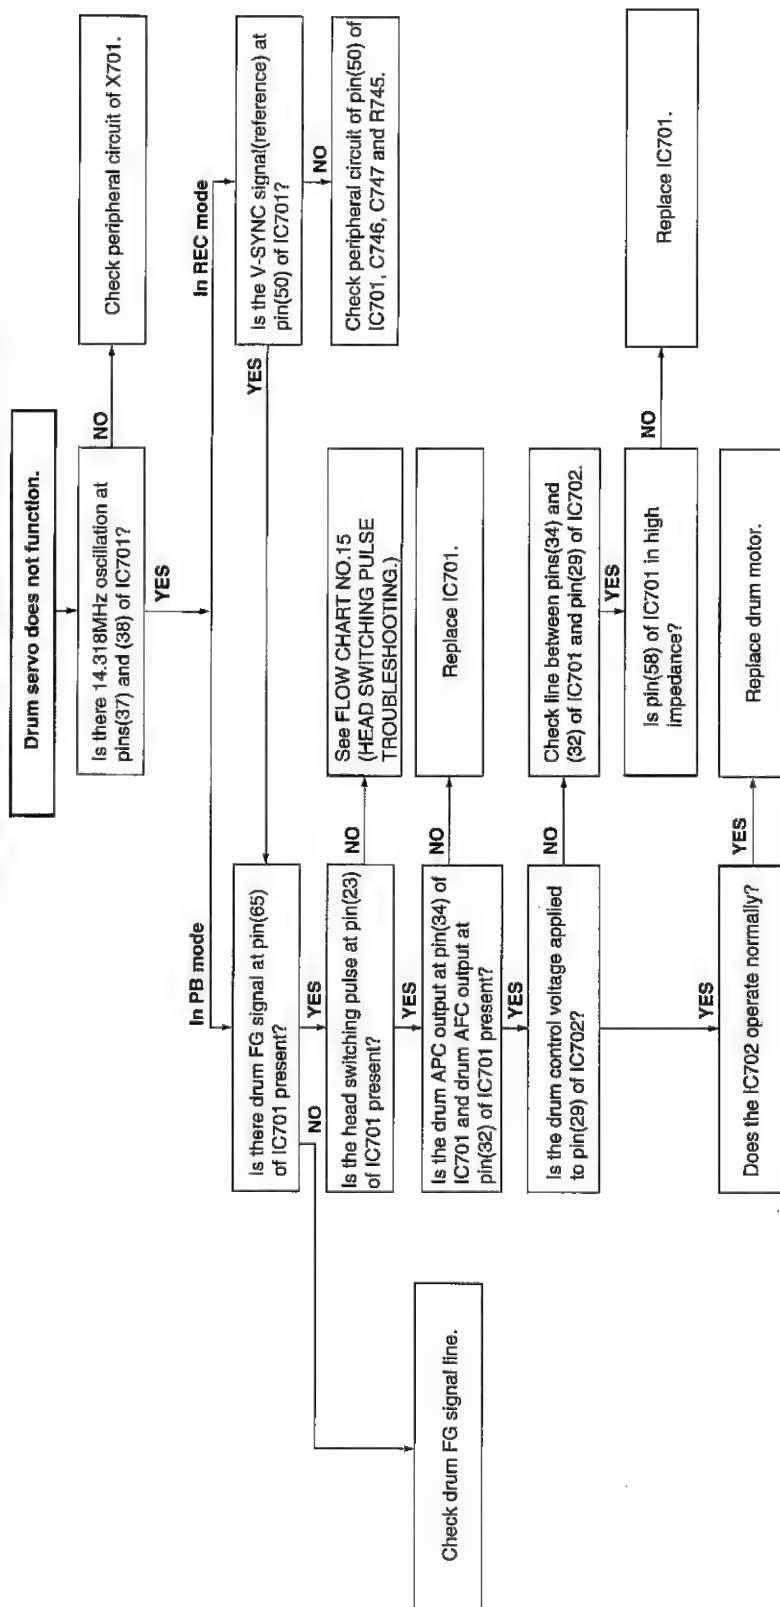 Drum servo does not function.
Is there 14.318MHz oscillation at
pins(37) and (38) of IC701?
NO
Check peripheral circuit of X701.
YES
In PB mode
In REC mode
Is there drum FG signal at pin(65)
of IC701 present?
Is the V-SYNC signal(reference) at
pin(50) of IC701?
YES
NO
Check peripheral circuit of pin(50) of
IC701, C746, C747 and R745.
NO
YES
Check drum FG signal line.
Is the head switching pulse at pin(23)
of IC701 present?
NO
See FLOW CHART NO.15
(HEAD SWITCHING PULSE
TROUBLESHOOTING.)
YES
Is the drum APC output at pin(34) of
IC701 and drum AFC output at
pin(32) of IC701 present?
NO
Replace IC701.
YES
Is the drum control voltage applied
to pin(29) of IC702?
NO
Check line between pins(34) and
(32) of IC701 and pin(29) of IC702.
YES
Is pin(58) of IC701 in high
impedance?
NO
Replace IC701.
YES
Does the IC702 operate normally?
YES
Replace drum motor.